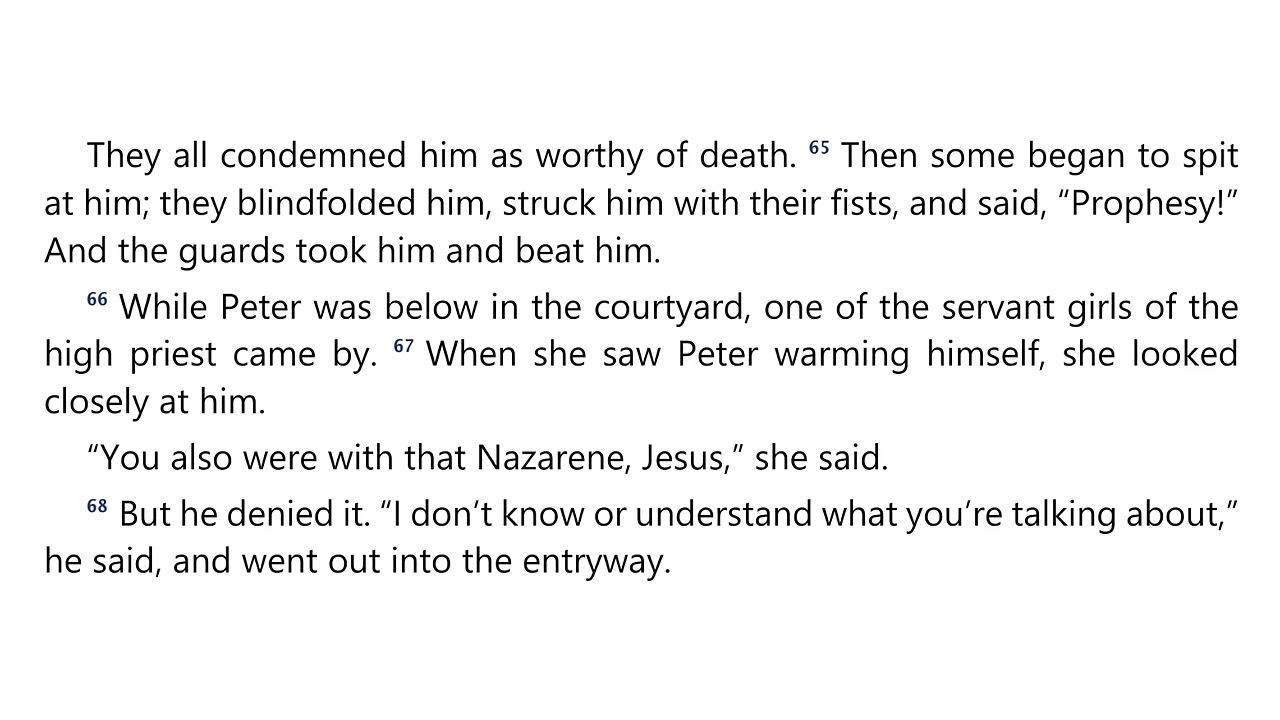 They all condemned him as worthy of death. 65 Then some began to spit
at him; they blindfolded him, struck him with their fists, and said, “Prophesy!”
And the guards took him and beat him.
66 While Peter was below in the courtyard, one of the servant girls of the
high priest came by. 67 When she saw Peter warming himself, she looked
closely at him.
“You also were with that Nazarene, Jesus,” she said.
68 But he denied it. “I don’t know or understand what you’re talking about,”
he said, and went out into the entryway.